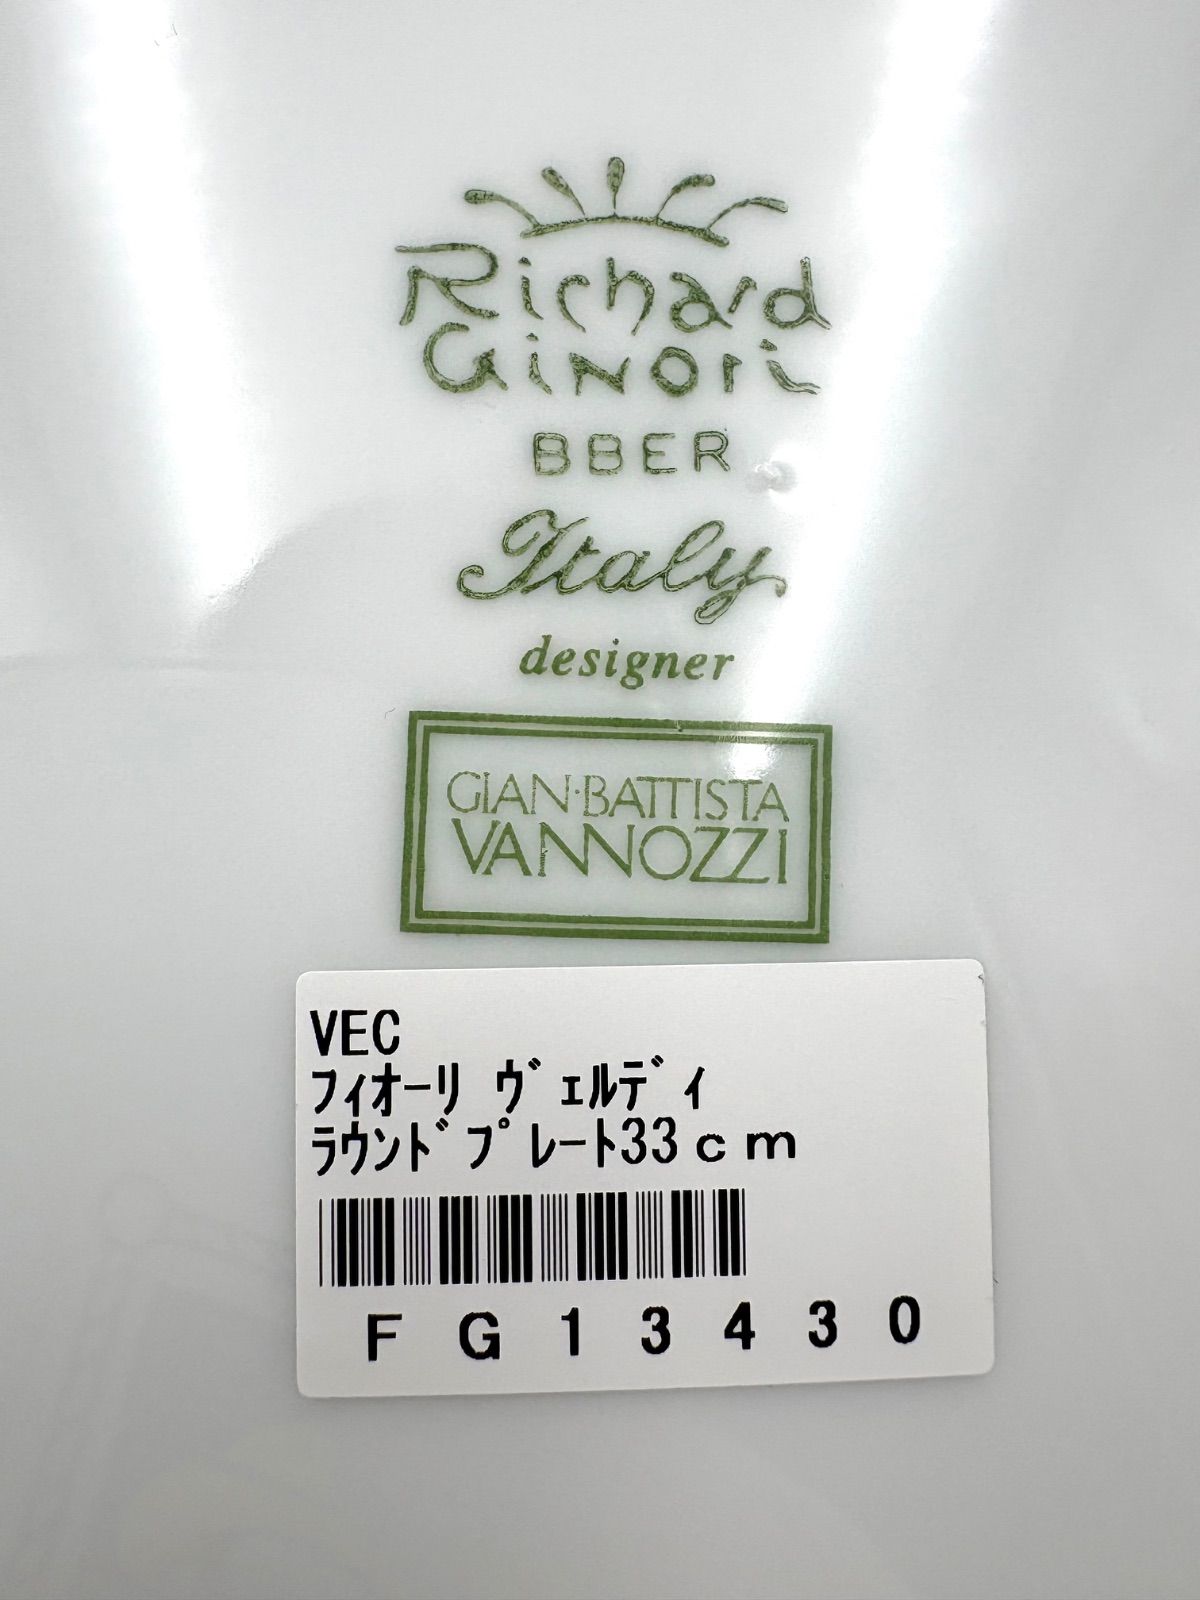 Richard
Ginori
BBER
Italy
designer
GIAN·BATTISTA
VANNOZZI
VEC
ﾌｨｵｰﾘ ｳﾞｪﾙﾃﾞｨ
ﾗｳﾝﾄﾞﾌﾟﾚｰﾄ33ｃｍ
FG13430